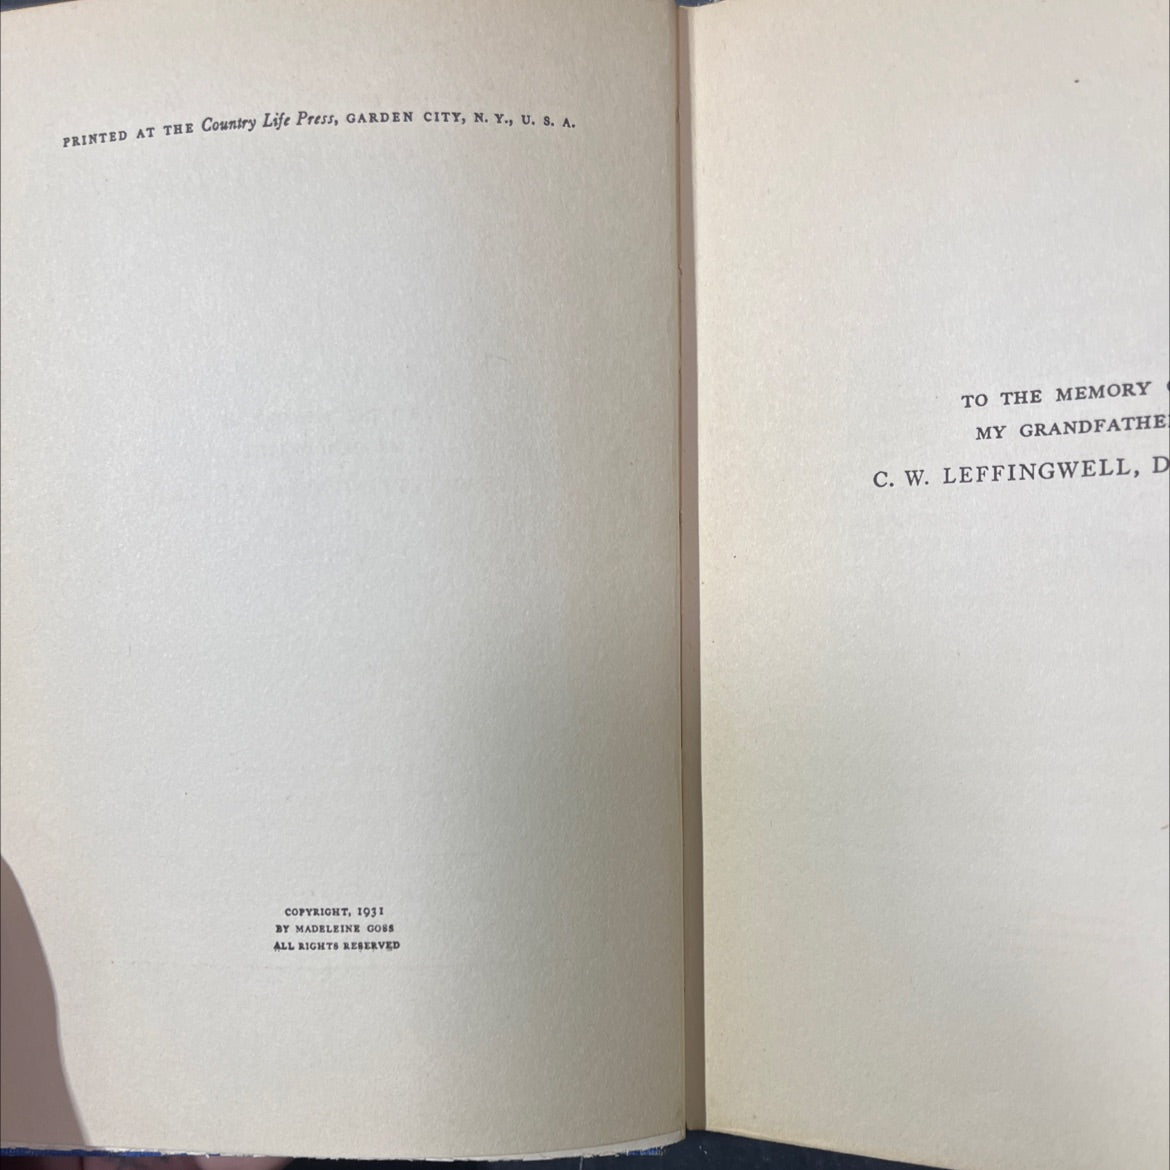 PRINTED AT THE Country Life Press, GARDEN CITY, N. Y., U. S. A.
COPYRIGHT, 1931
BY MADELEINE GOSS
ALL RIGHTS RESERVED
TO THE MEMORY
MY GRANDFATHE
C. W. LEFFINGWELL, D